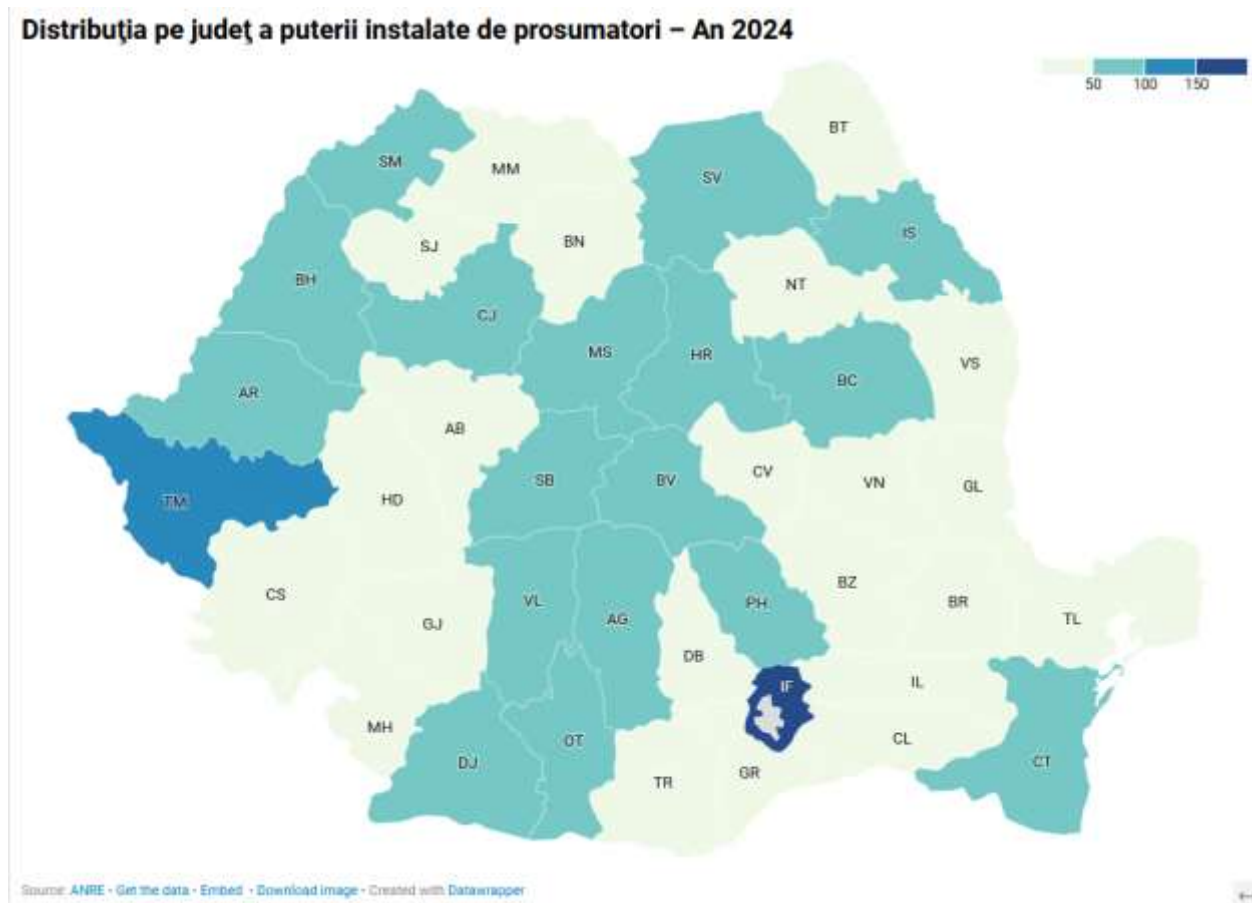 Distribuția pe județ a puterii instalate de prosumatori – An 2024
50 100 150
BT
SM
MM
SV
IS
SJ
BN
BH
NT
CJ
MS
HR
VS
BC
AR
AB
CV
VN
GL
SB
BV
TM
HD
CS
VL
AG
PH
BZ
BR
TL
GJ
DB
IF
IL
MH
OT
CL
DJ
TR
GR
CT
Source: ANRE • Get the data • Embed • Download image • Created with Datawrapper